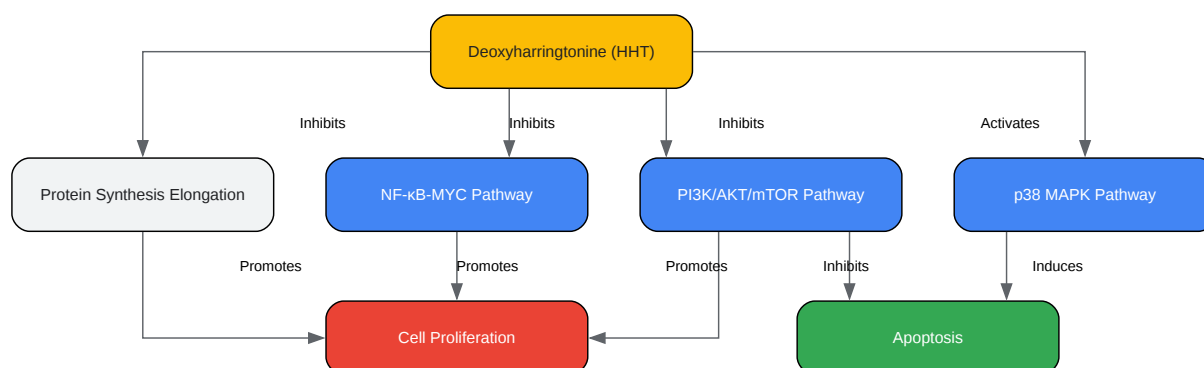 Deoxyharringtonine (HHT)
Inhibits
Inhibits
Inhibits
Activates
Protein Synthesis Elongation
NF-κB-MYC Pathway
PI3K/AKT/mTOR Pathway
p38 MAPK Pathway
Promotes
Promotes
Promotes
Inhibits
Induces
Cell Proliferation
Apoptosis